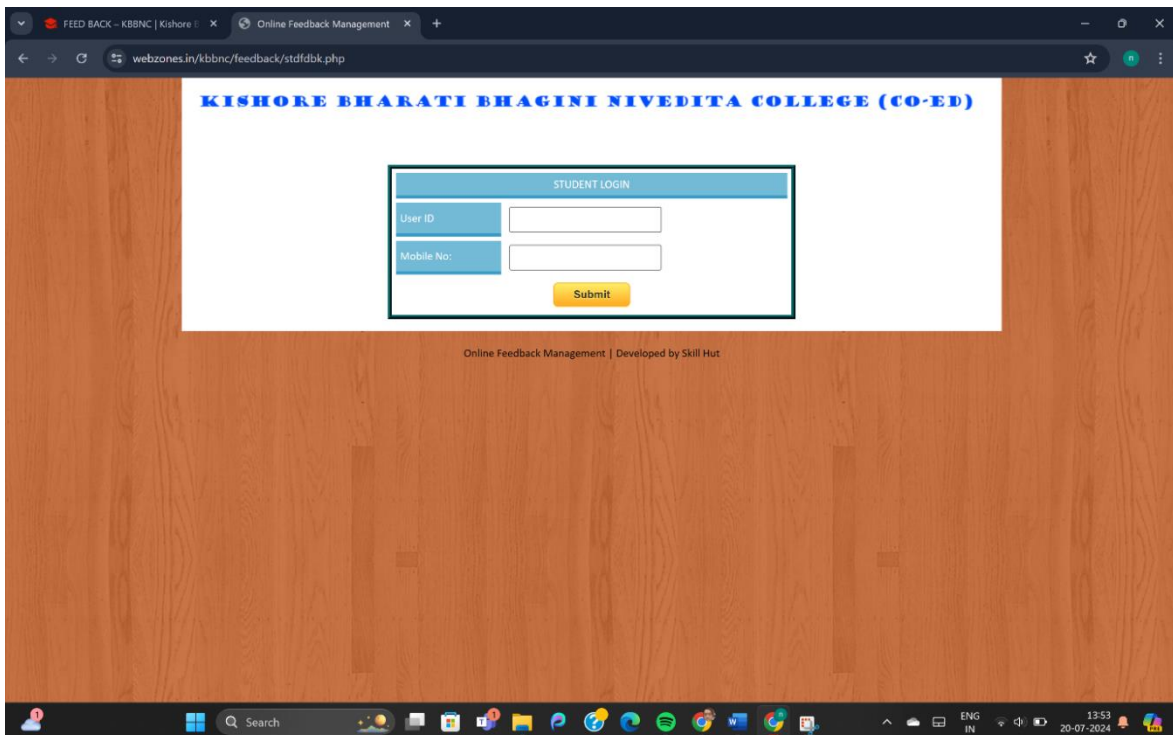 FEED BACK – KBBNC | Kishore B
Online Feedback Management
webzones.in/kbbnc/feedback/stdfdbk.php
n
KISHORE BHARATI BHAGINI NIVEDITA COLLEGE (CO-ED)
STUDENT LOGIN
User ID
Mobile No:
Submit
Online Feedback Management | Developed by Skill Hut
1
Search
1
ENG
IN
13:53
20-07-2024